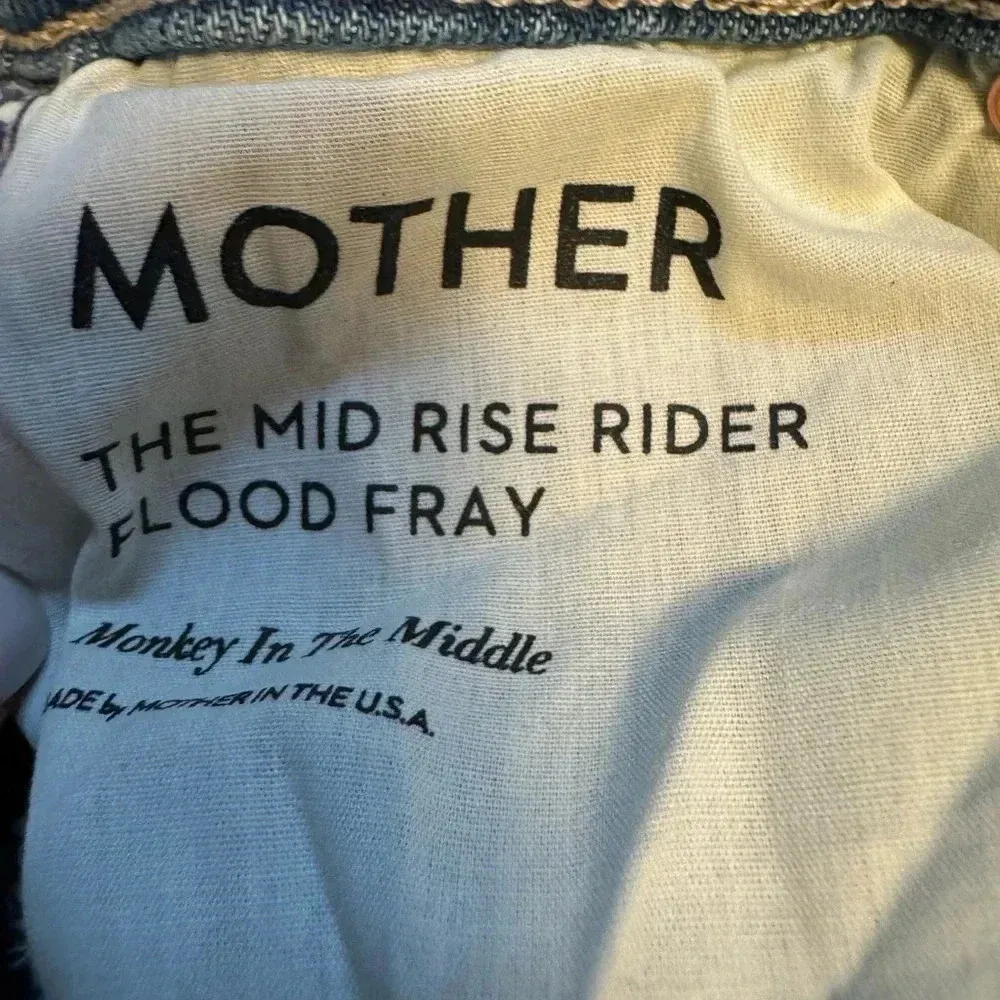 MOTHER
THE MID RISE RIDER
FLOOD FRAY
Monkey In The Middle
MADE by MOTHER IN THE U.S.A.